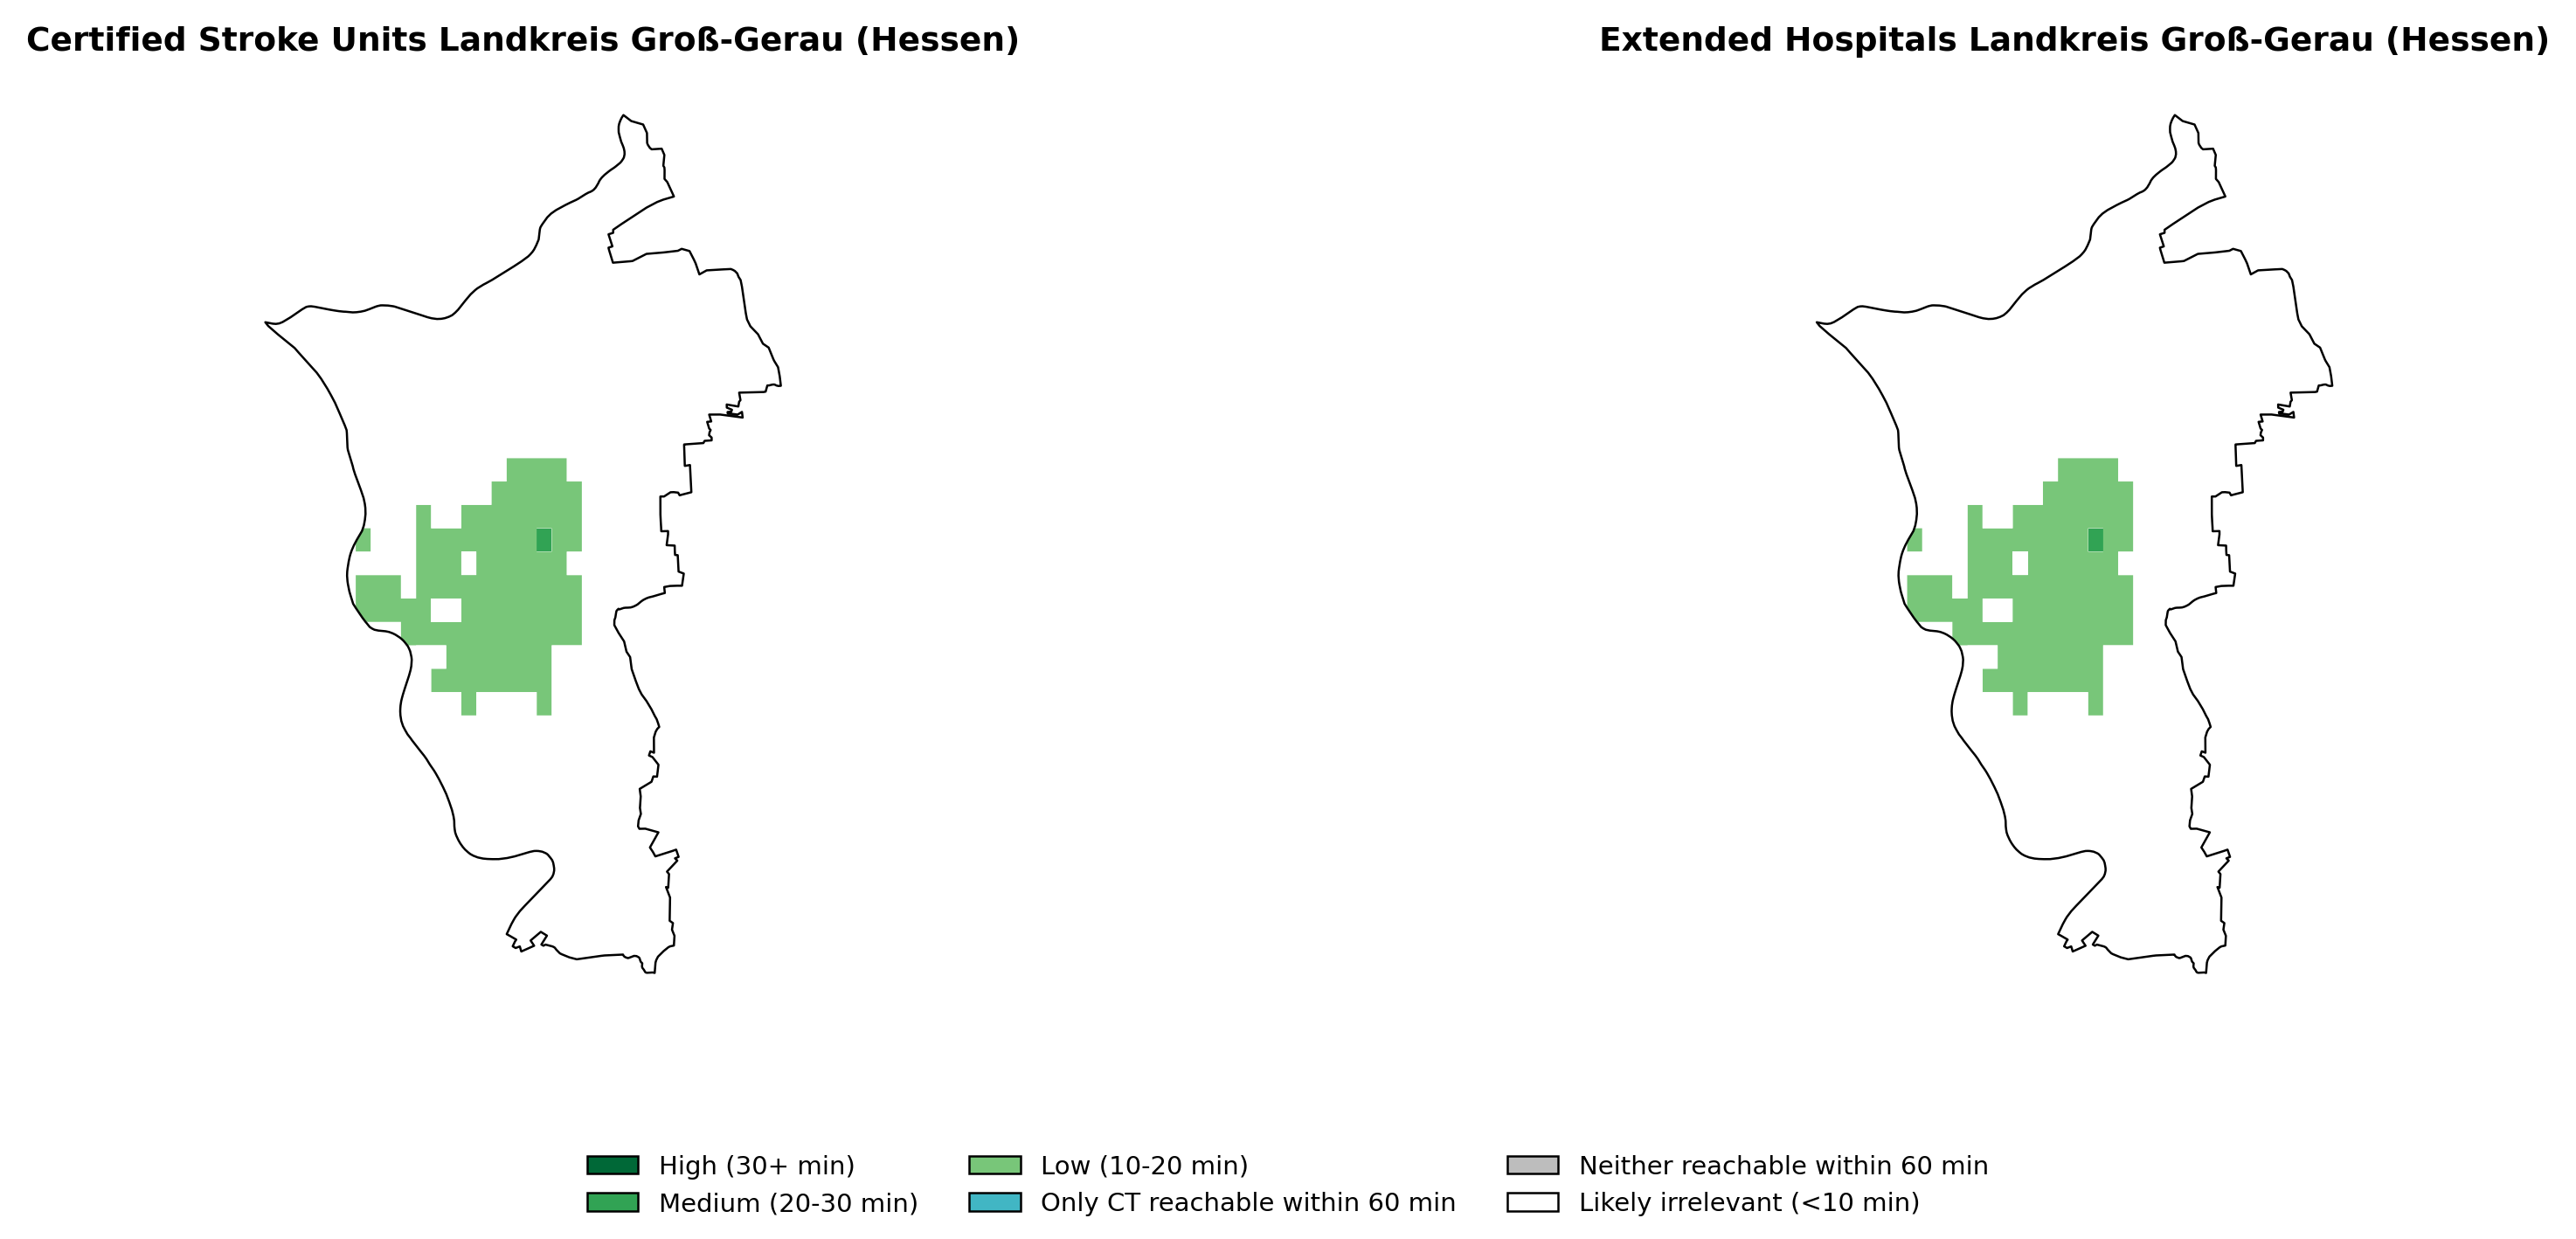 Certified Stroke Units Landkreis Groß-Gerau (Hessen)
Extended Hospitals Landkreis Groß-Gerau (Hessen)
High (30+ min)
Medium (20-30 min)
Low (10-20 min)
Only CT reachable within 60 min
Neither reachable within 60 min
Likely irrelevant (<10 min)